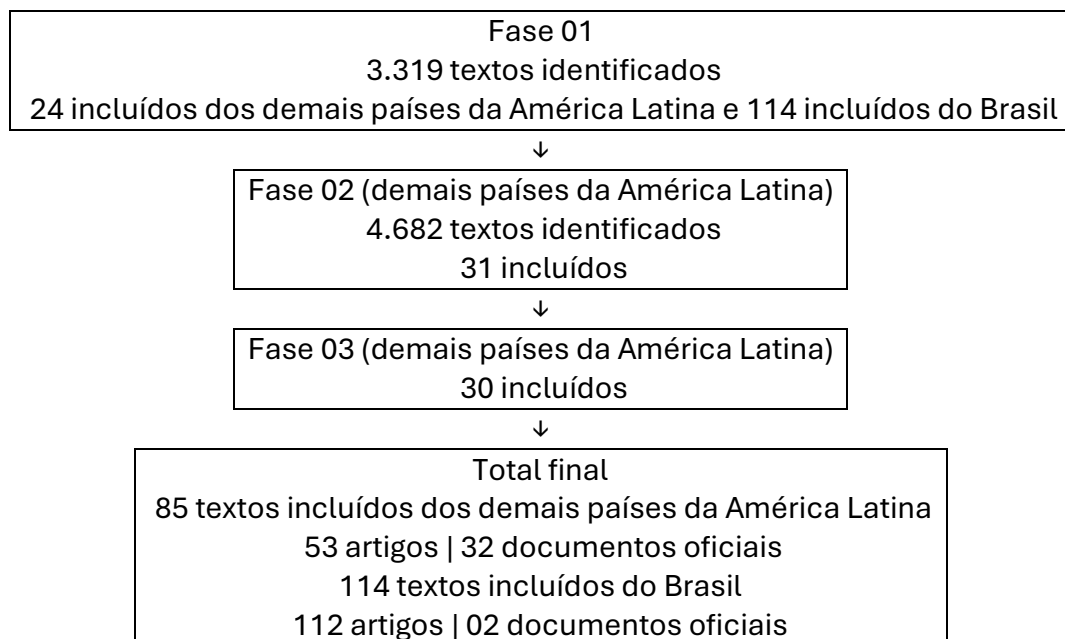 Fase 01
3.319 textos identificados
24 incluídos dos demais países da América Latina e 114 incluídos do Brasil
↓
Fase 02 (demais países da América Latina)
4.682 textos identificados
31 incluídos
↓
Fase 03 (demais países da América Latina)
30 incluídos
↓
Total final
85 textos incluídos dos demais países da América Latina
53 artigos | 32 documentos oficiais
114 textos incluídos do Brasil
112 artigos | 02 documentos oficiais